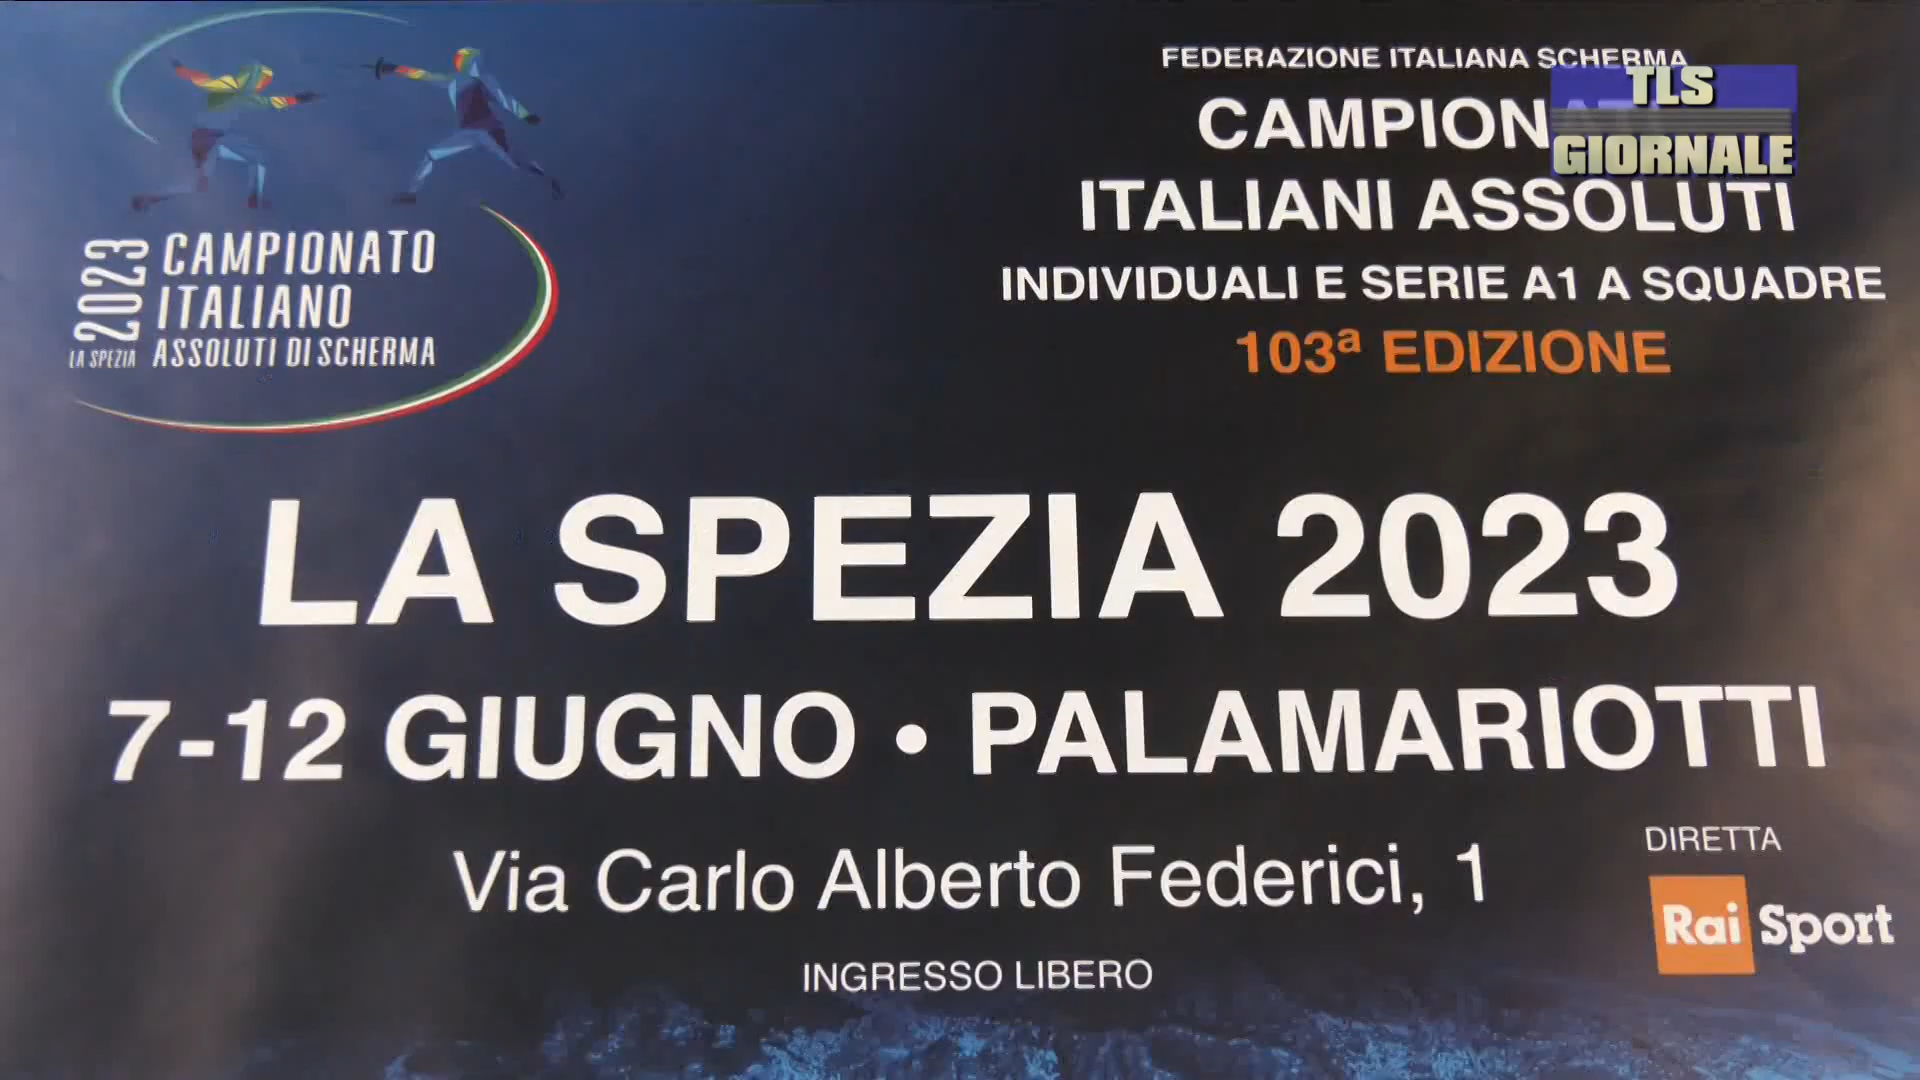 2023
LA SPEZIA
CAMPIONATO
ITALIANO
ASSOLUTI DI SCHERMA
FEDERAZIONE ITALIANA SCHERMA
CAMPIONATI
ITALIANI ASSOLUTI
INDIVIDUALI E SERIE A1 A SQUADRE
103ª EDIZIONE
TLS
GIORNALE
LA SPEZIA 2023
7-12 GIUGNO • PALAMARIOTTI
Via Carlo Alberto Federici, 1
INGRESSO LIBERO
DIRETTA
Rai Sport